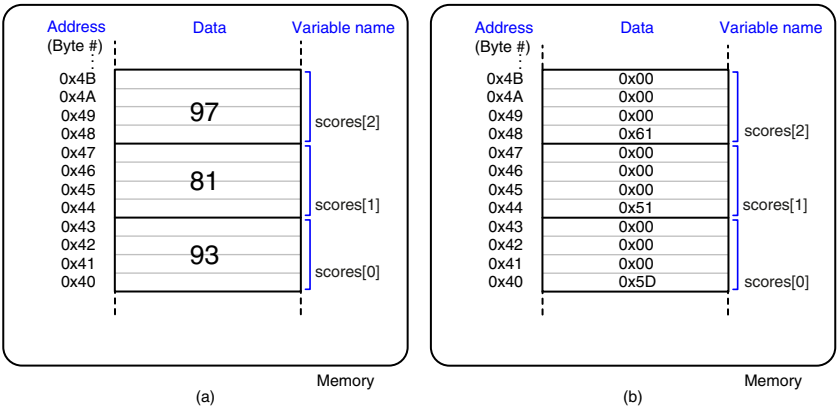 Address Data Variable name
(Byte #)
0x4B
0x4A
0x49
0x48
97
scores[2]
0x47
0x46
0x45
0x44
81
scores[1]
0x43
0x42
0x41
0x40
93
scores[0]
Memory
(a)
Address Data Variable name
(Byte #)
0x4B 0x00
0x4A 0x00
0x49 0x00
0x48 0x61
scores[2]
0x47 0x00
0x46 0x00
0x45 0x00
0x44 0x51
scores[1]
0x43 0x00
0x42 0x00
0x41 0x00
0x40 0x5D
scores[0]
Memory
(b)